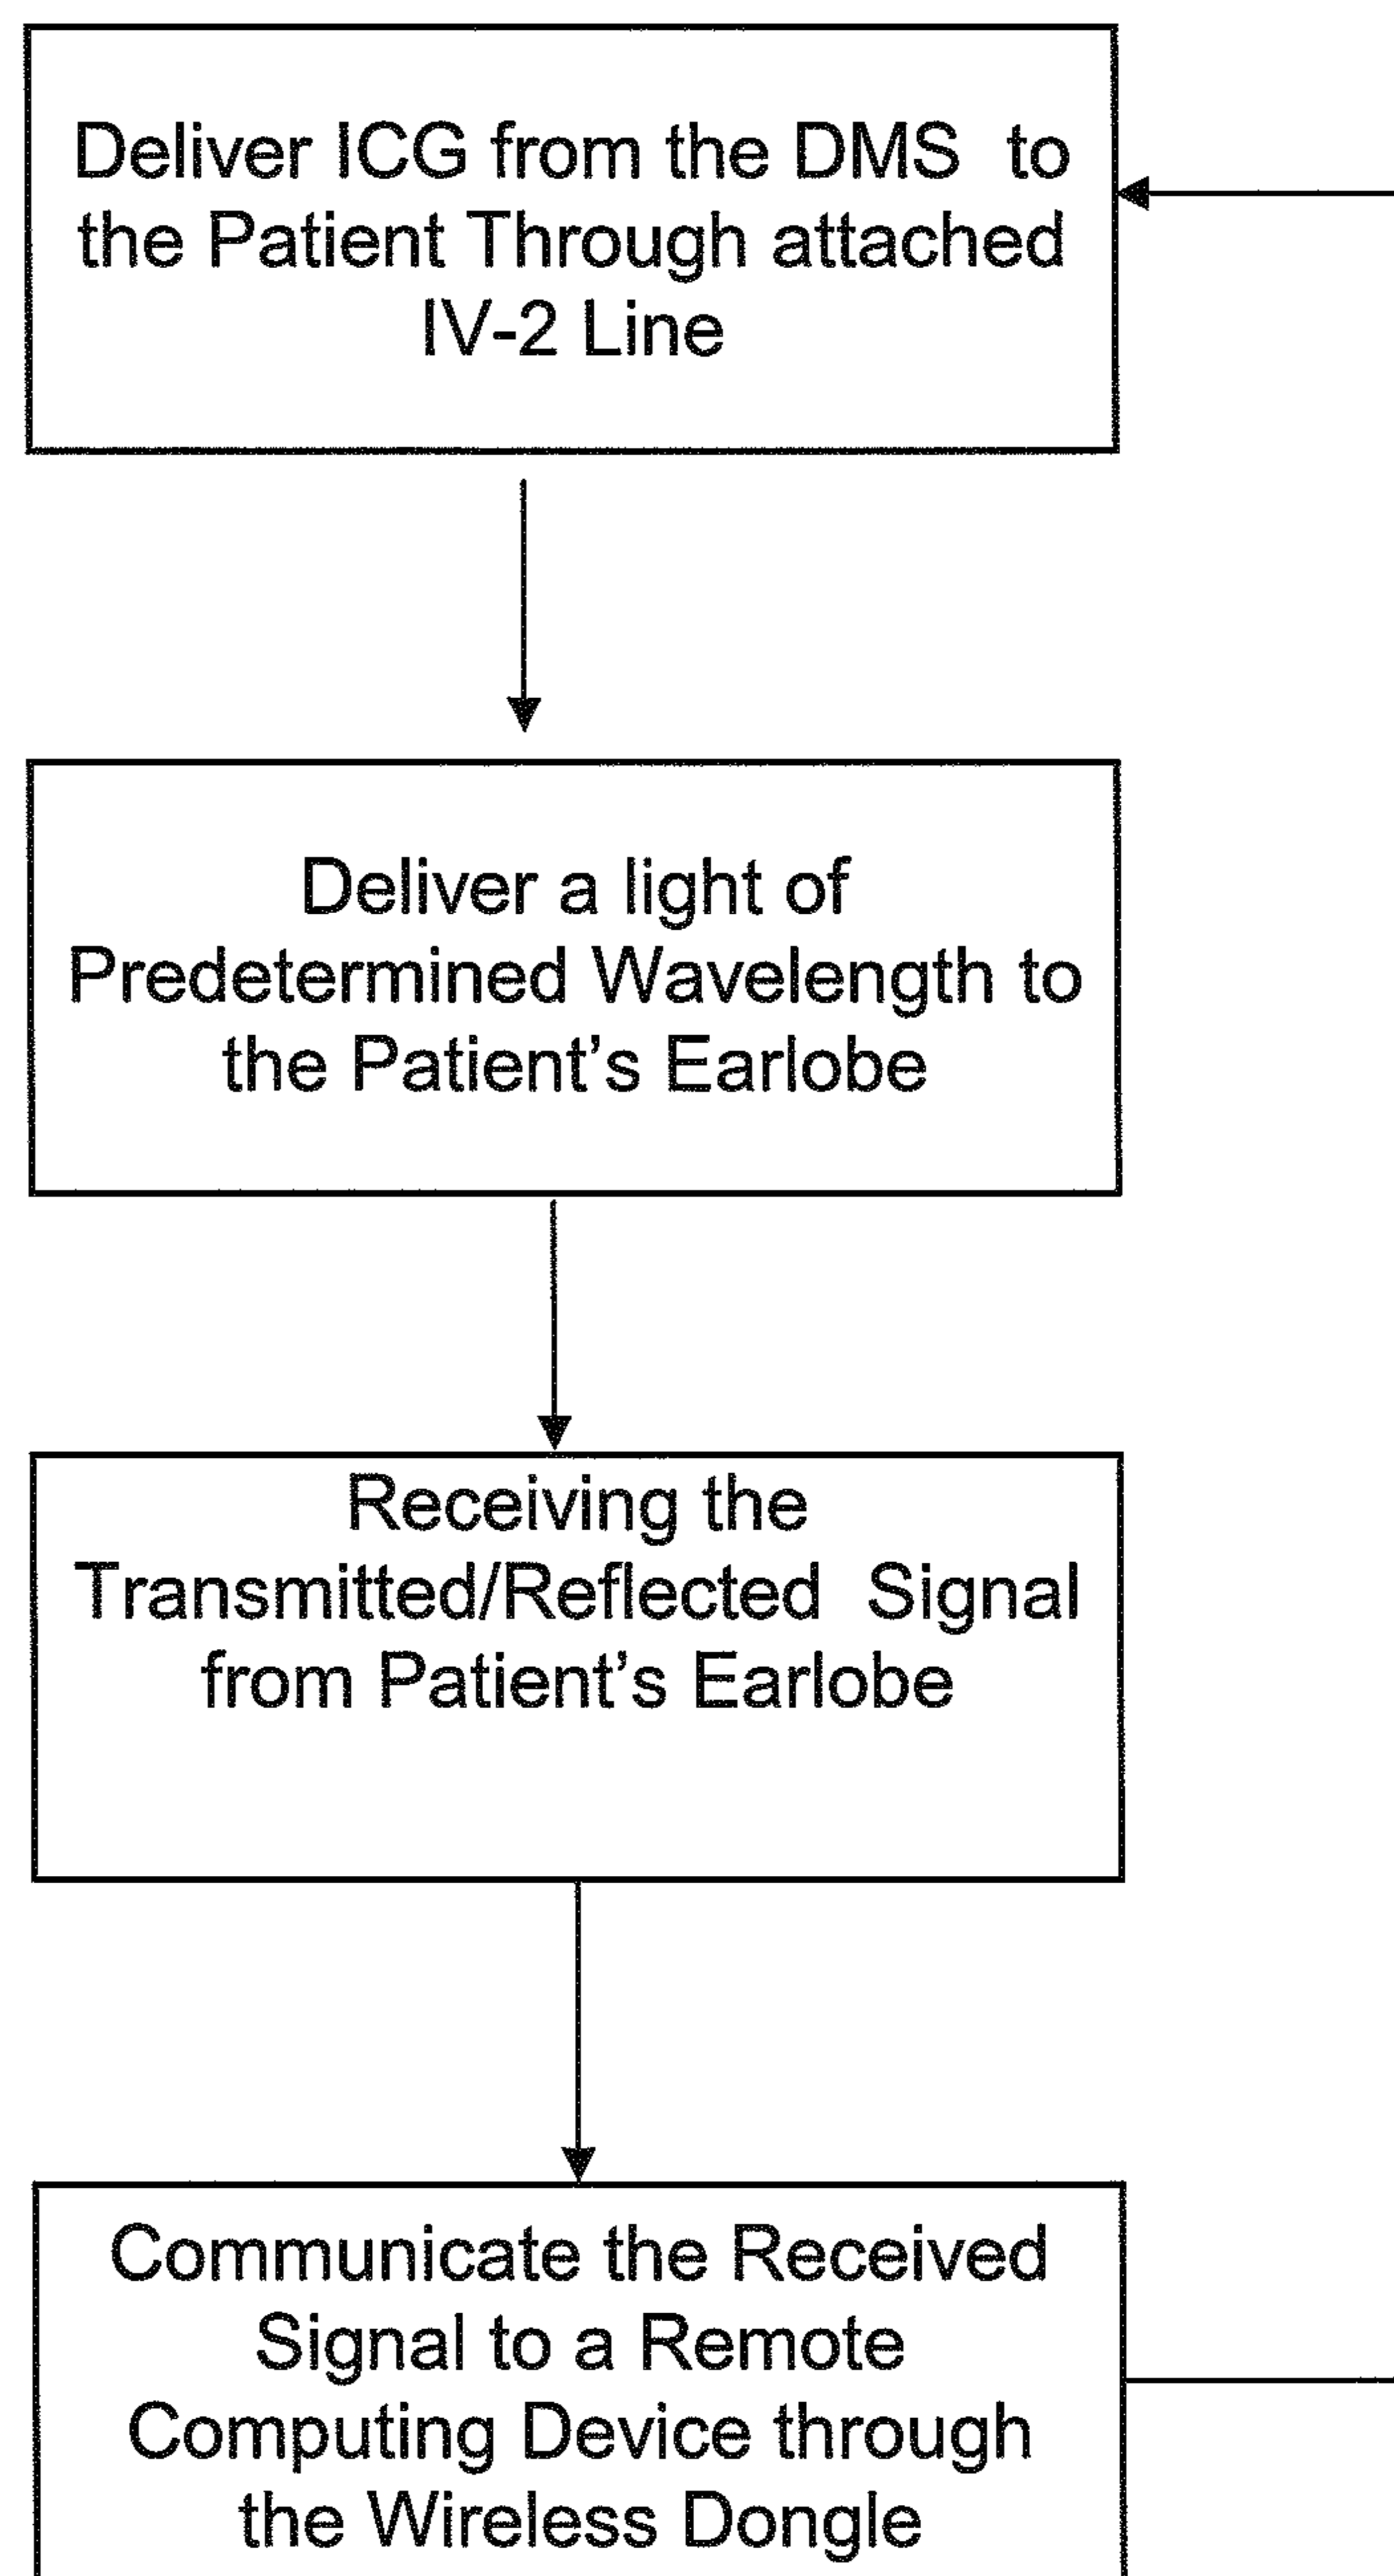 Deliver ICG from the DMS to
the Patient Through attached
IV-2 Line
Deliver a light of
Predetermined Wavelength to
the Patient's Earlobe
Receiving the
Transmitted/Reflected Signal
from Patient's Earlobe
Communicate the Received
Signal to a Remote
Computing Device through
the Wireless Dongle